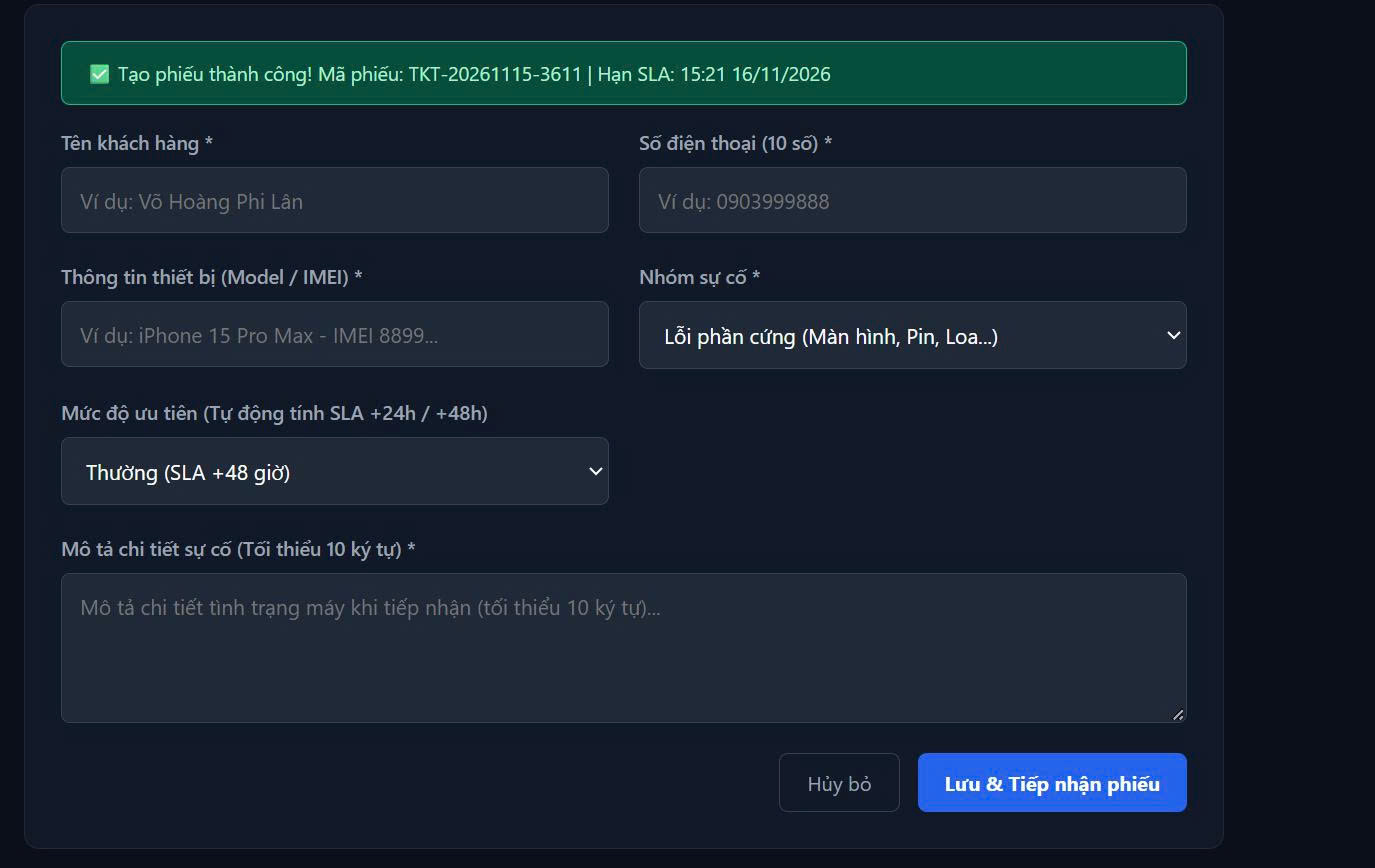 ✅ Tạo phiếu thành công! Mã phiếu: TKT-20261115-3611 | Hạn SLA: 15:21 16/11/2026
Tên khách hàng *
Số điện thoại (10 số) *
Ví dụ: Võ Hoàng Phi Lân
Ví dụ: 0903999888
Thông tin thiết bị (Model / IMEI) *
Nhóm sự cố *
Ví dụ: iPhone 15 Pro Max - IMEI 8899...
Lỗi phần cứng (Màn hình, Pin, Loa...)
Mức độ ưu tiên (Tự động tính SLA +24h / +48h)
Thường (SLA +48 giờ)
Mô tả chi tiết sự cố (Tối thiểu 10 ký tự) *
Mô tả chi tiết tình trạng máy khi tiếp nhận (tối thiểu 10 ký tự)...
Hủy bỏ
Lưu & Tiếp nhận phiếu